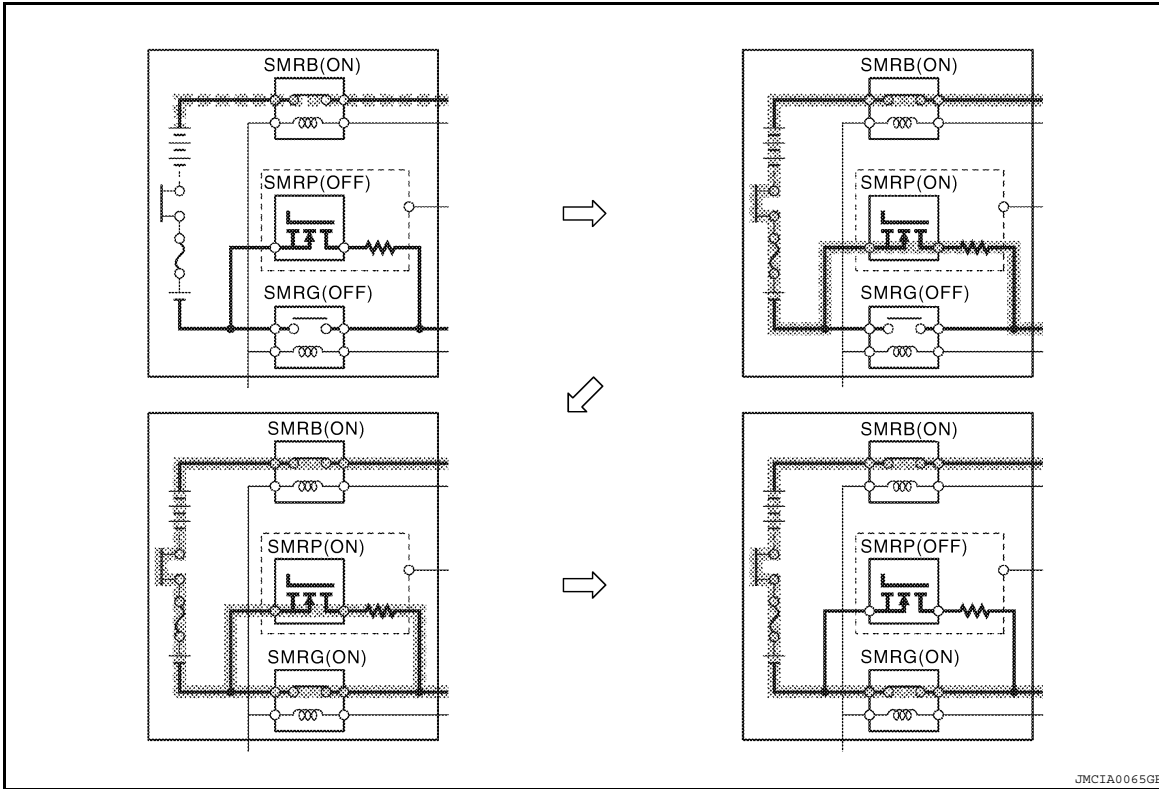 SMRB(ON)
SMRP(OFF)
SMRG(OFF)
SMRB(ON)
SMRP(ON)
SMRG(OFF)
SMRB(ON)
SMRP(ON)
SMRG(ON)
SMRB(ON)
SMRP(OFF)
SMRG(ON)
JMCIA0065GB